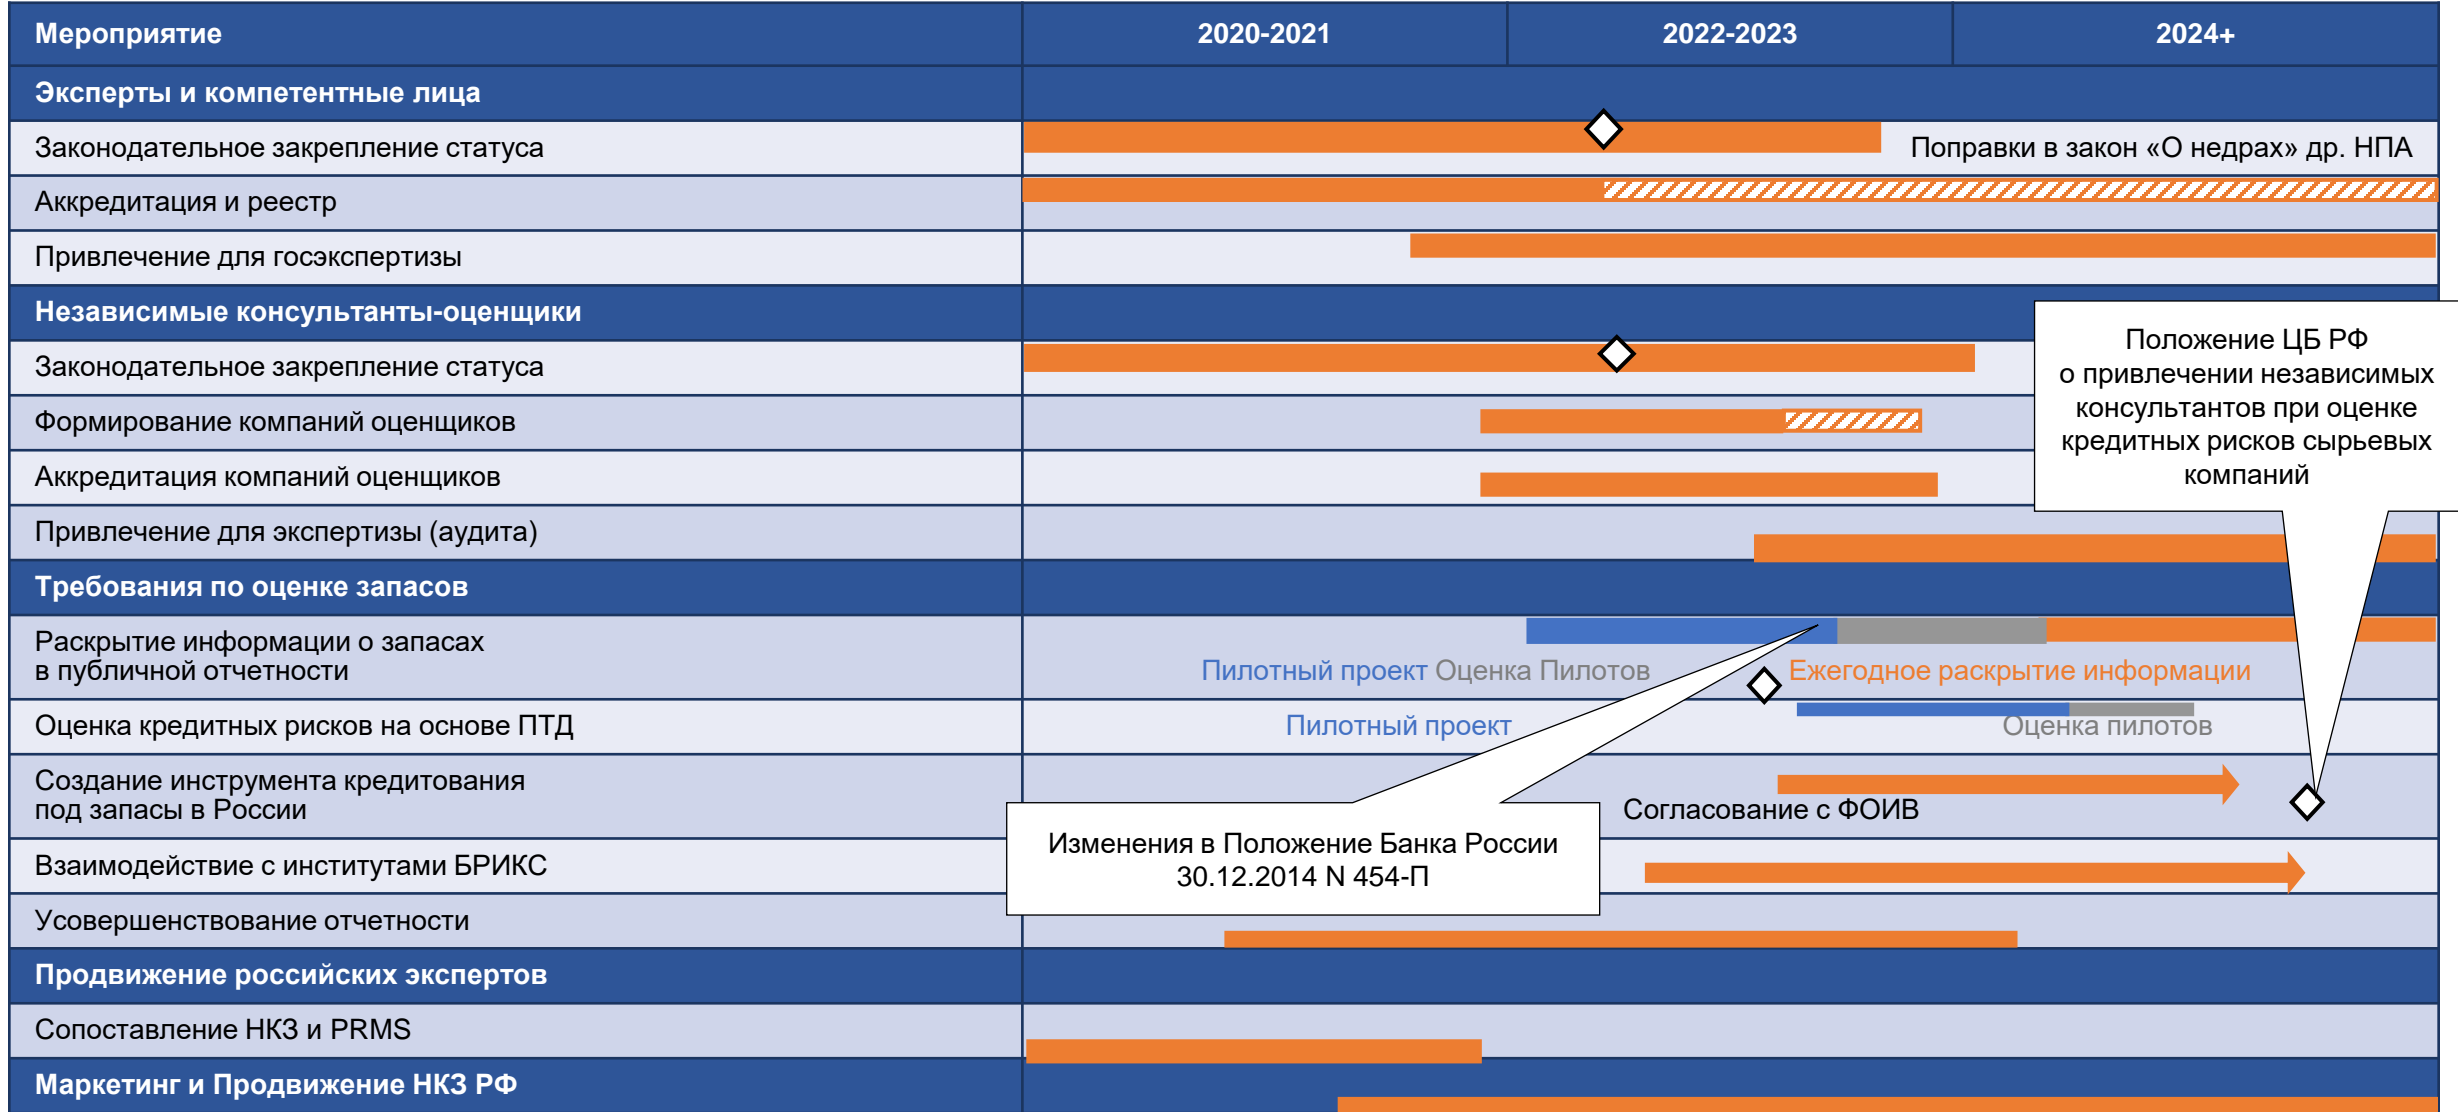 Мероприятие
2020-2021
2022-2023
2024+
Эксперты и компетентные лица
Законодательное закрепление статуса
Поправки в закон «О недрах» др. НПА
Аккредитация и реестр
Привлечение для госэкспертизы
Независимые консультанты-оценщики
Законодательное закрепление статуса
Формирование компаний оценщиков
Аккредитация компаний оценщиков
Привлечение для экспертизы (аудита)
Положение ЦБ РФ
о привлечении независимых
консультантов при оценке
кредитных рисков сырьевых
компаний
Требования по оценке запасов
Раскрытие информации о запасах
в публичной отчетности
Пилотный проект
Оценка Пилотов
Ежегодное раскрытие информации
Оценка кредитных рисков на основе ПТД
Пилотный проект
Оценка пилотов
Создание инструмента кредитования
под запасы в России
Согласование с ФОИВ
Изменения в Положение Банка России
30.12.2014 N 454-П
Взаимодействие с институтами БРИКС
Усовершенствование отчетности
Продвижение российских экспертов
Сопоставление НКЗ и PRMS
Маркетинг и Продвижение НКЗ РФ